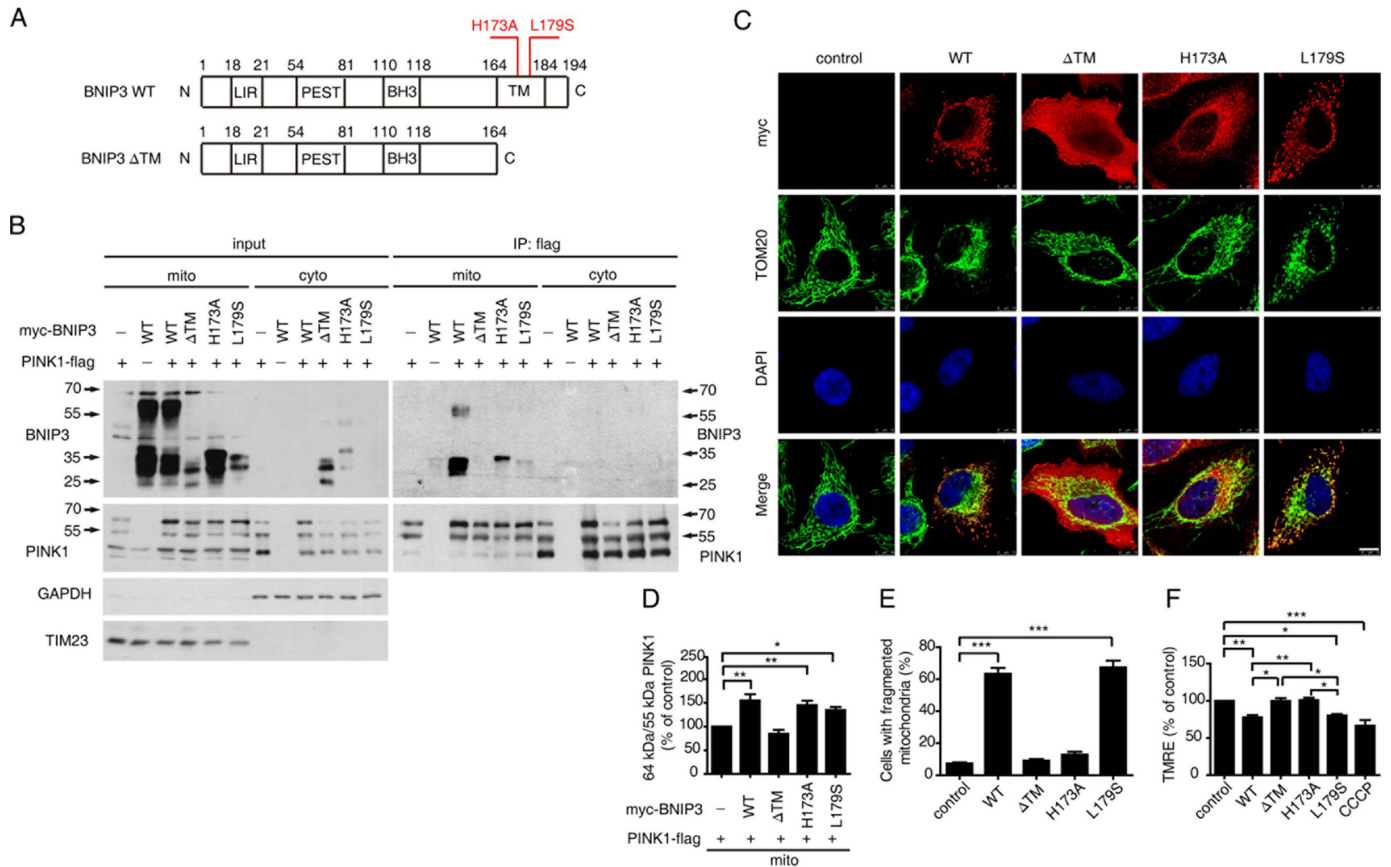 A
H173A L179S
1 18 21 54 81 110 118 164 184 194
BNIP3 WT N LIR PEST BH3 TM C
1 18 21 54 81 110 118 164
BNIP3 ΔTM N LIR PEST BH3 C
B
input IP: flag
mito cyto mito cyto
myc-BNIP3 – WT WT ΔTM H173A L179S – WT WT ΔTM H173A L179S – WT WT ΔTM H173A L179S – WT WT ΔTM H173A L179S
PINK1-flag + – + + + + + – + + + + + – + + + + + – + + + +
70 70
55 55
BNIP3 BNIP3
35 35
25 25
70 70
55 55
PINK1 PINK1
GAPDH
TIM23
C
control WT ΔTM H173A L179S
myc
TOM20
DAPI
Merge
D
64 kDa/55 kDa PINK1
(% of control)
250
200
150
100
50
0
*
**
**
myc-BNIP3 – WT ΔTM H173A L179S
PINK1-flag + + + + +
mito
E
Cells with fragmented
mitochondria (%)
80
60
40
20
0
***
***
control WT ΔTM H173A L179S
F
TMRE (% of control)
150
100
50
0
***
*
** **
* *
*
control WT ΔTM H173A L179S CCCP